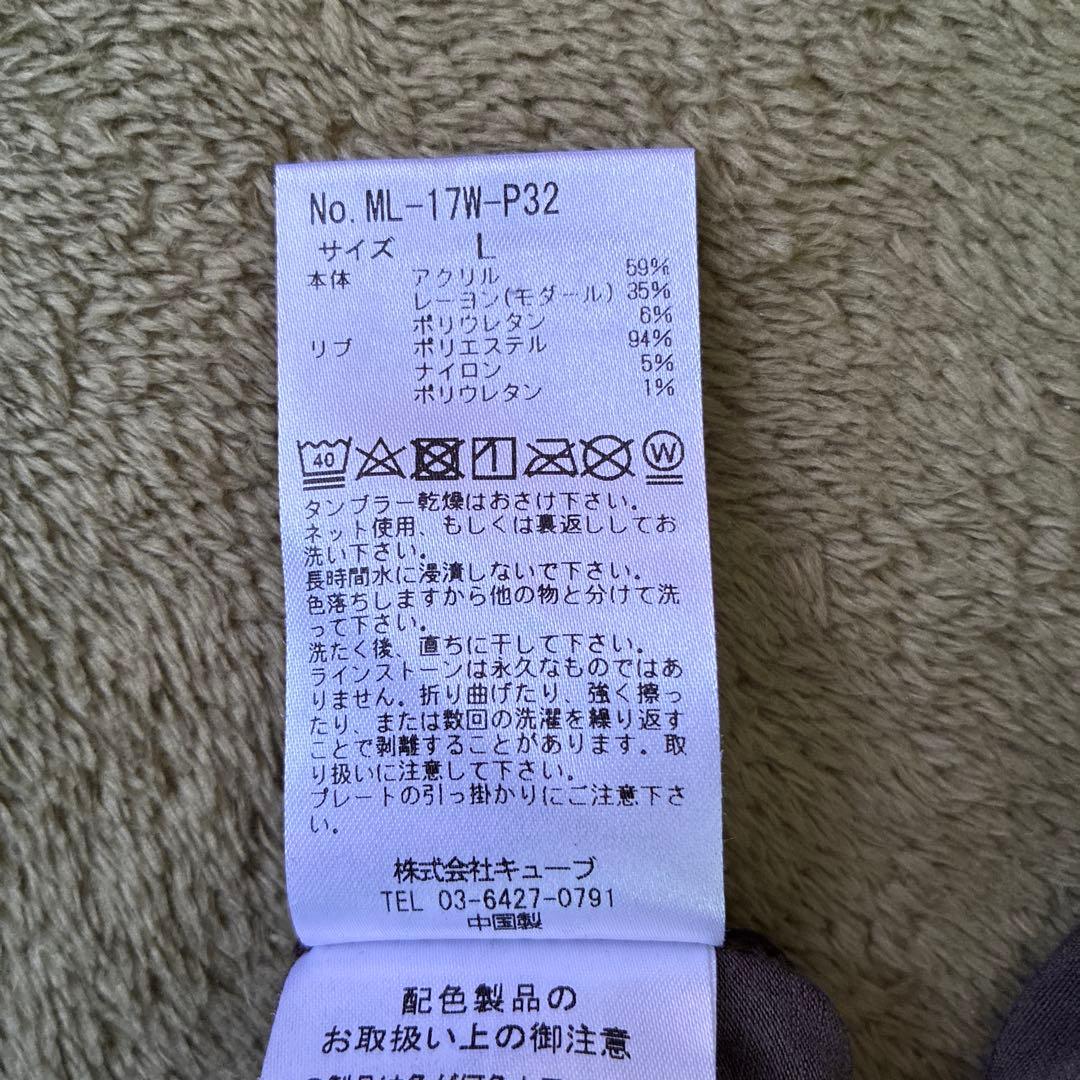 No. ML-17W-P32
サイズ L
本体 アクリル 59%
レーヨン(モダール) 35%
ポリウレタン 6%
リブ ポリエステル 94%
ナイロン 5%
ポリウレタン 1%
40 W
タンブラー乾燥はおさけ下さい。
ネット使用、もしくは裏返ししてお
洗い下さい。
長時間水に浸漬しないで下さい。
色落ちしますから他の物と分けて洗
って下さい。
洗たく後、直ちに干して下さい。
ラインストーンは永久なものではあ
りません。折り曲げたり、強く擦っ
たり、または数回の洗濯を繰り返す
ことで剥離することがあります。取
り扱いに注意して下さい。
プレートの引っ掛かりにご注意下さ
い。
株式会社キューブ
TEL 03-6427-0791
中国製
配色製品の
お取扱い上の御注意